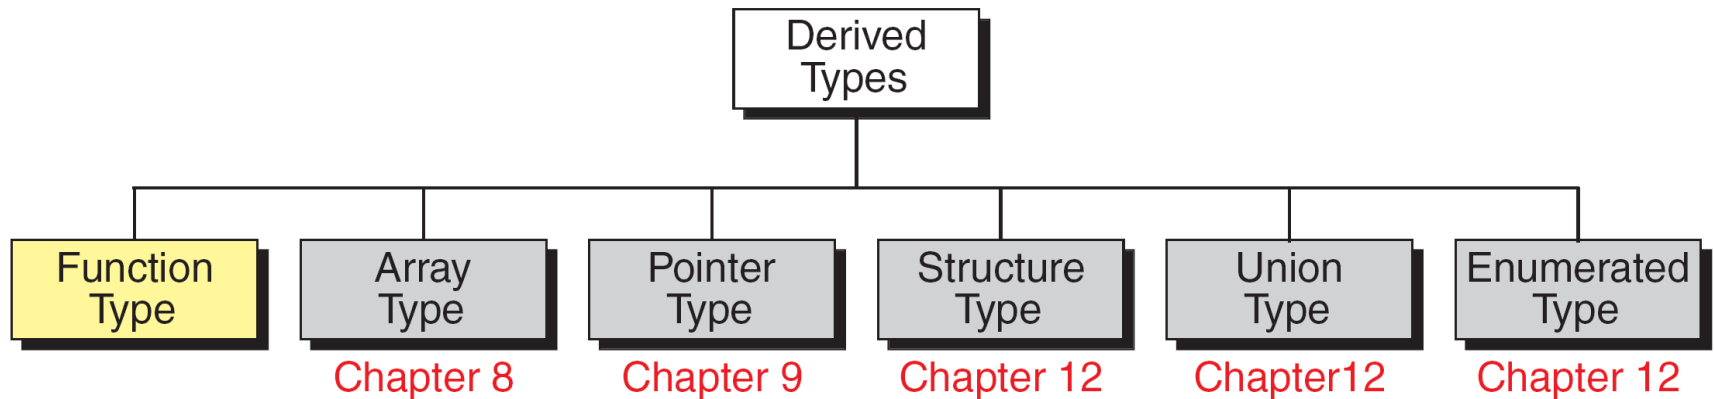 Derived
Types
Function
Type
Array
Type
Pointer
Type
Structure
Type
Union
Type
Enumerated
Type
Chapter 8
Chapter 9
Chapter 12
Chapter12
Chapter 12